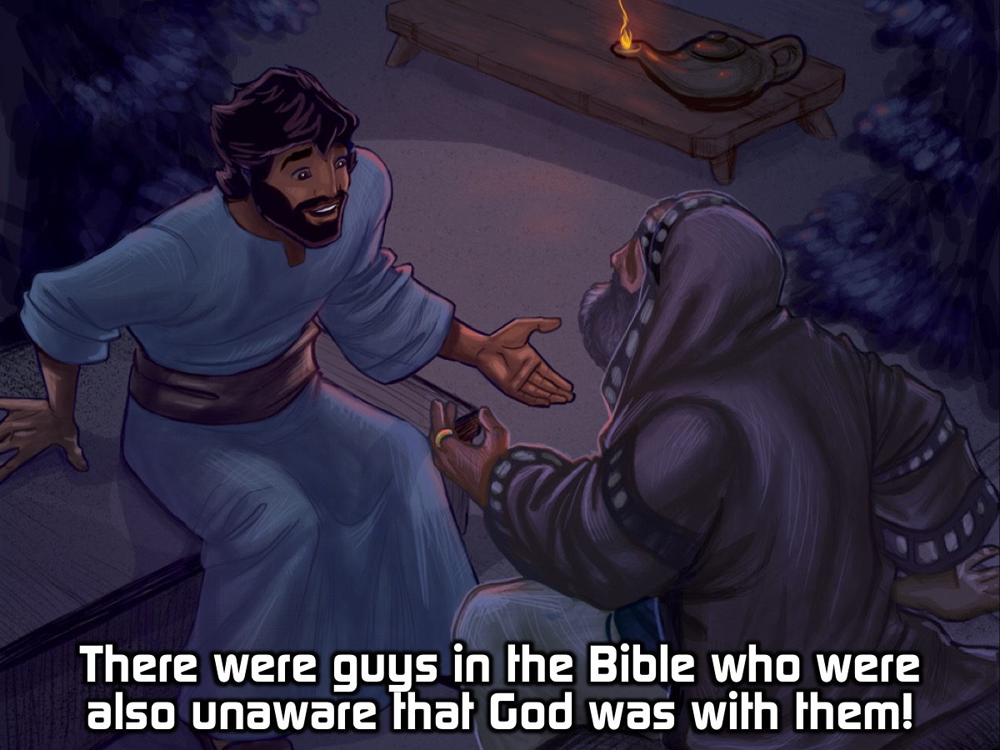 There were guys in the Bible who were
also unaware that God was with them!